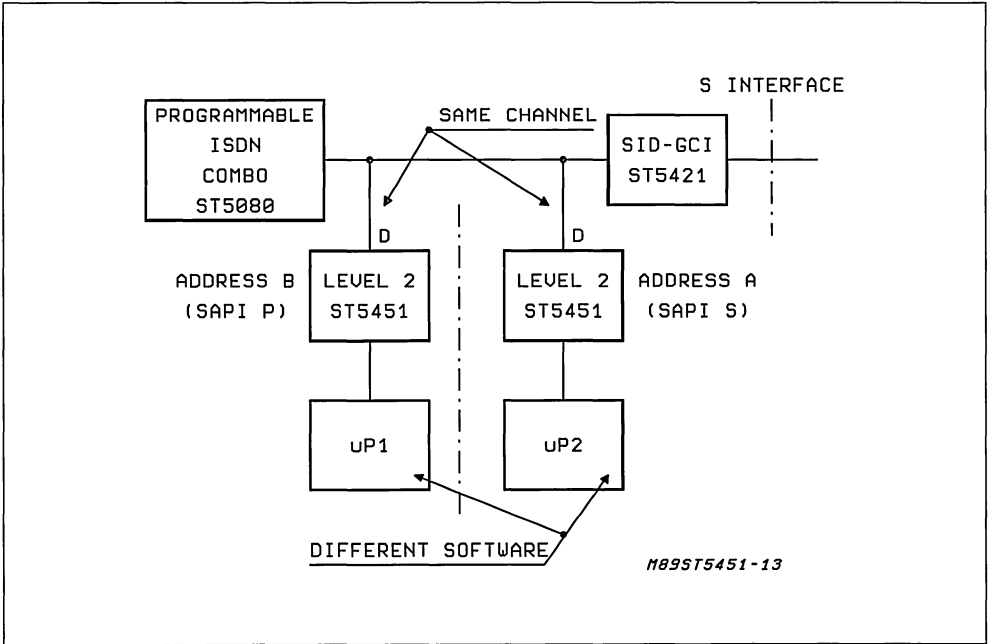 S INTERFACE
PROGRAMMABLE
ISDN
COMBO
ST5080
SAME CHANNEL
SID-GCI
ST5421
D
D
ADDRESS B
(SAPI P)
LEVEL 2
ST5451
LEVEL 2
ST5451
ADDRESS A
(SAPI S)
uP1
uP2
DIFFERENT SOFTWARE
M89ST5451-13